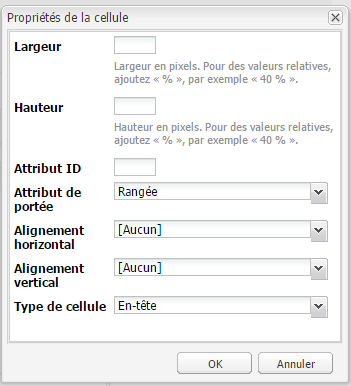 Propriétés de la cellule
Largeur
Largeur en pixels. Pour des valeurs relatives,
ajoutez « % », par exemple « 40 % ».
Hauteur
Hauteur en pixels. Pour des valeurs relatives,
ajoutez « % », par exemple « 40 % ».
Attribut ID
Attribut de
portée
Rangée
Alignement
horizontal
[Aucun]
Alignement
vertical
[Aucun]
Type de cellule
En-tête
OK
Annuler